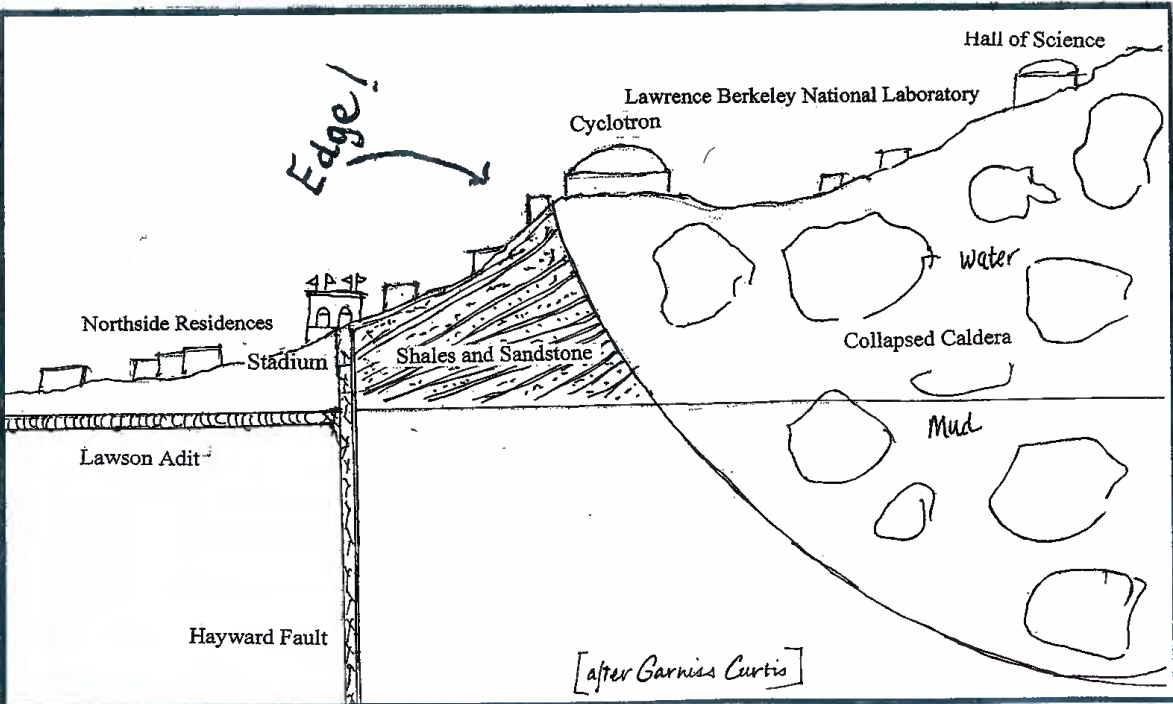 Hall of Science
Edge!
Lawrence Berkeley National Laboratory
Cyclotron
water
Northside Residences
Collapsed Caldera
Stadium
Shales and Sandstone
Mud
Lawson Adit
Hayward Fault
[after Garniss Curtis]